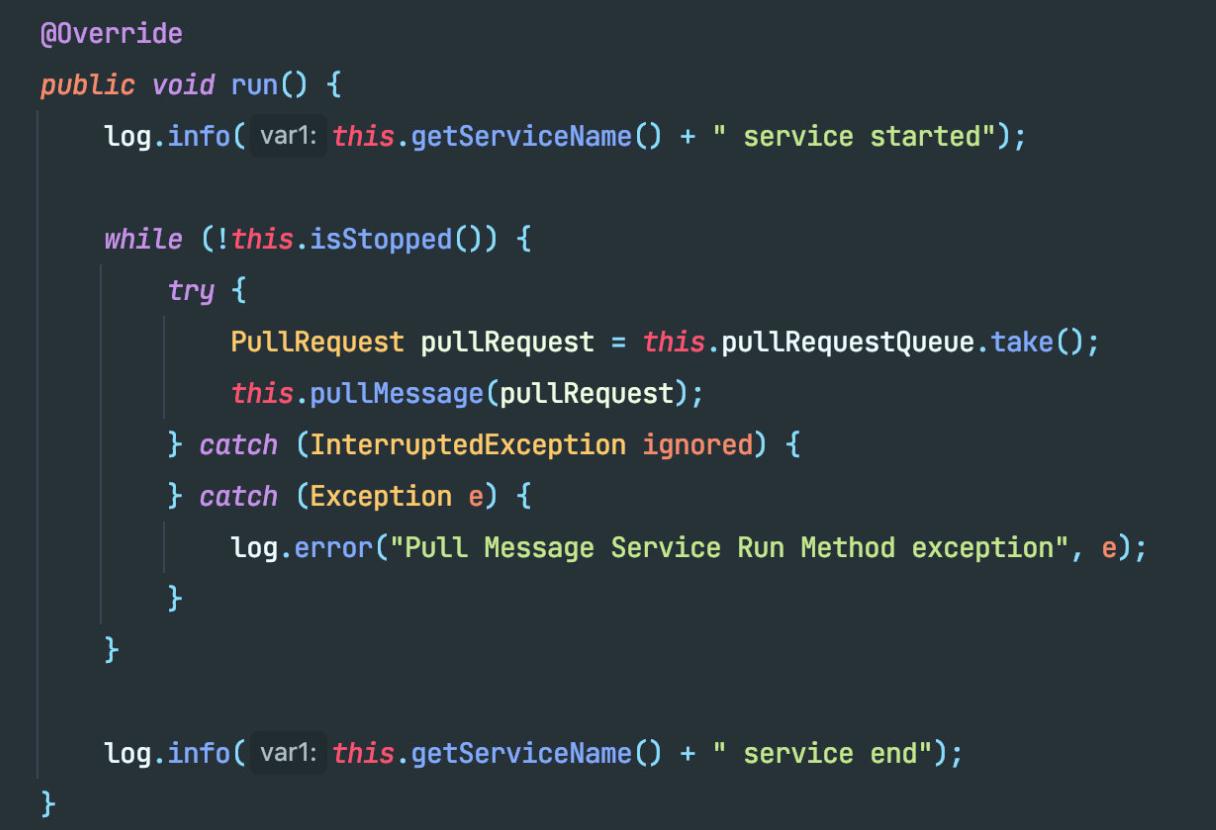 @Override
public void run() {
    log.info( var1: this.getServiceName() + " service started");
    while (!this.isStopped()) {
        try {
            PullRequest pullRequest = this.pullRequestQueue.take();
            this.pullMessage(pullRequest);
        } catch (InterruptedException ignored) {
        } catch (Exception e) {
            log.error("Pull Message Service Run Method exception", e);
        }
    }
    log.info( var1: this.getServiceName() + " service end");
}